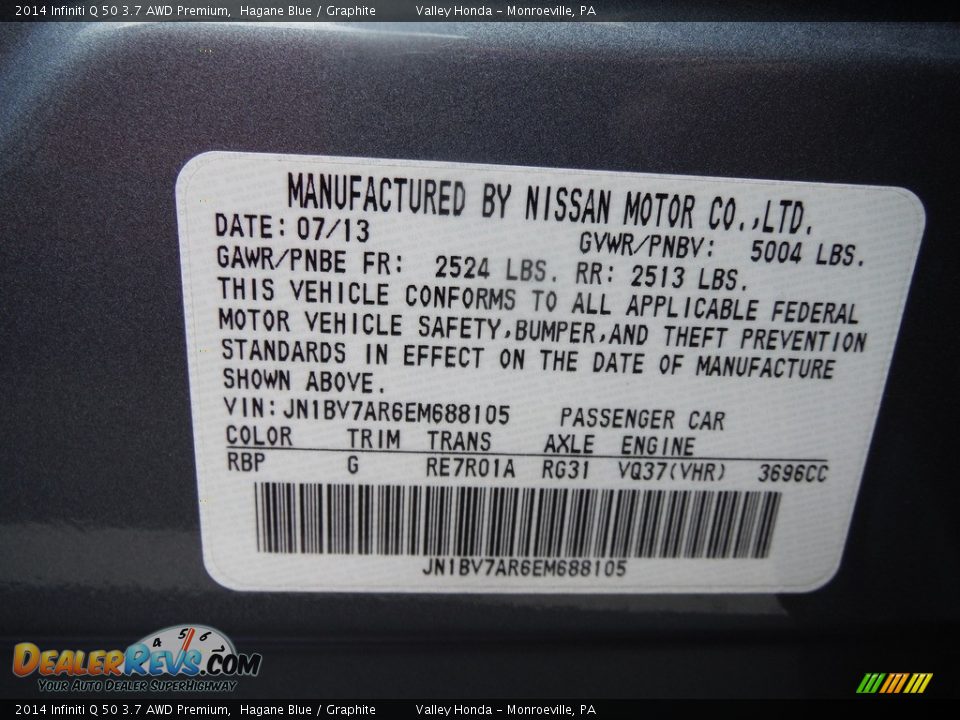 2014 Infiniti Q 50 3.7 AWD Premium,  Hagane Blue / Graphite          Valley Honda - Monroeville, PA
MANUFACTURED BY NISSAN MOTOR CO.,LTD.
DATE: 07/13          GVWR/PNBV:   5004 LBS.
GAWR/PNBE FR:   2524 LBS. RR: 2513 LBS.
THIS VEHICLE CONFORMS TO ALL APPLICABLE FEDERAL
MOTOR VEHICLE SAFETY,BUMPER,AND THEFT PREVENTION
STANDARDS IN EFFECT ON THE DATE OF MANUFACTURE
SHOWN ABOVE.
VIN:JN1BV7AR6EM688105     PASSENGER CAR
COLOR     TRIM  TRANS     AXLE  ENGINE
RBP       G     RE7R01A   RG31  VQ37(VHR)   3696CC
JN1BV7AR6EM688105
4 5 6
DEALERREVS.COM
YOUR AUTO DEALER SUPERHIGHWAY
2014 Infiniti Q 50 3.7 AWD Premium,  Hagane Blue / Graphite          Valley Honda - Monroeville, PA